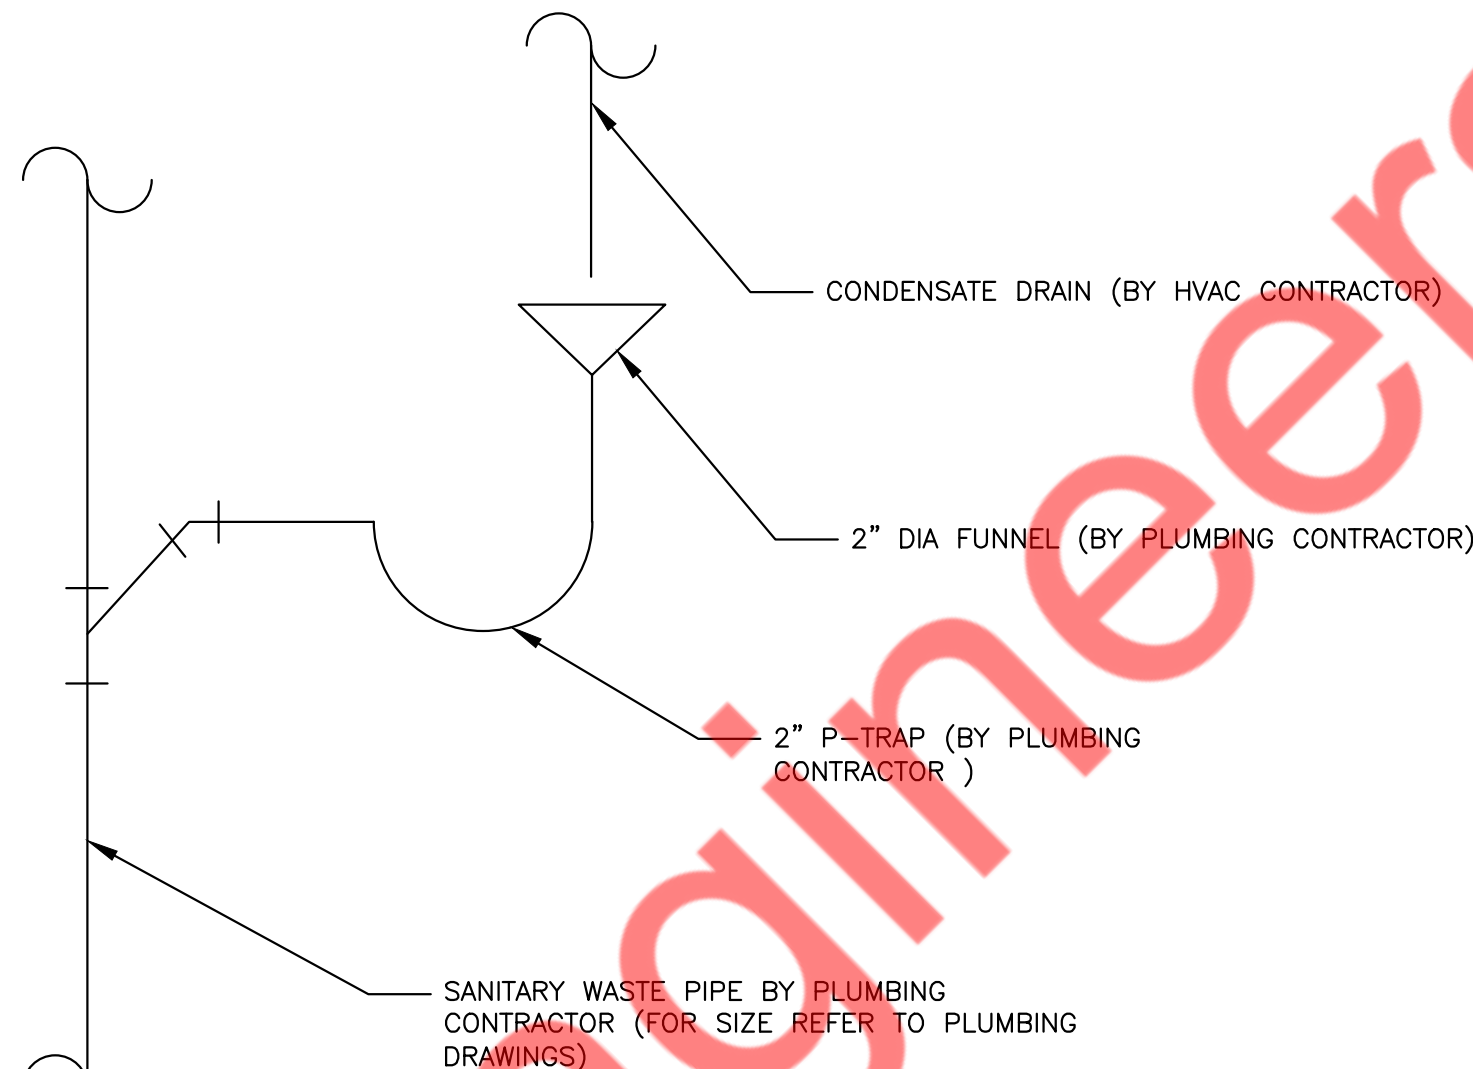 CONDENSATE DRAIN (BY HVAC CONTRACTOR)
2” DIA FUNNEL (BY PLUMBING CONTRACTOR)
2” P-TRAP (BY PLUMBING
CONTRACTOR )
SANITARY WASTE PIPE BY PLUMBING
CONTRACTOR (FOR SIZE REFER TO PLUMBING
DRAWINGS)
ngineer